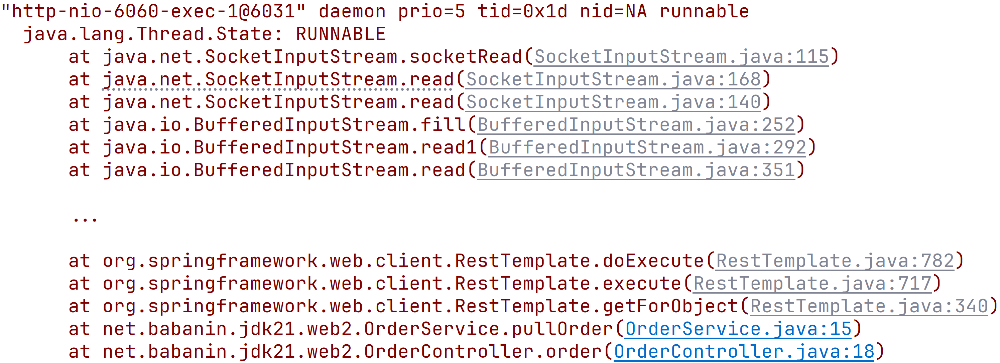 "http-nio-6060-exec-1@6031" daemon prio=5 tid=0x1d nid=NA runnable
java.lang.Thread.State: RUNNABLE
at java.net.SocketInputStream.socketRead(SocketInputStream.java:115)
at java.net.SocketInputStream.read(SocketInputStream.java:168)
at java.net.SocketInputStream.read(SocketInputStream.java:140)
at java.io.BufferedInputStream.fill(BufferedInputStream.java:252)
at java.io.BufferedInputStream.read1(BufferedInputStream.java:292)
at java.io.BufferedInputStream.read(BufferedInputStream.java:351)
...
at org.springframework.web.client.RestTemplate.doExecute(RestTemplate.java:782)
at org.springframework.web.client.RestTemplate.execute(RestTemplate.java:717)
at org.springframework.web.client.RestTemplate.getForObject(RestTemplate.java:340)
at net.babanin.jdk21.web2.OrderService.pullOrder(OrderService.java:15)
at net.babanin.jdk21.web2.OrderController.order(OrderController.java:18)